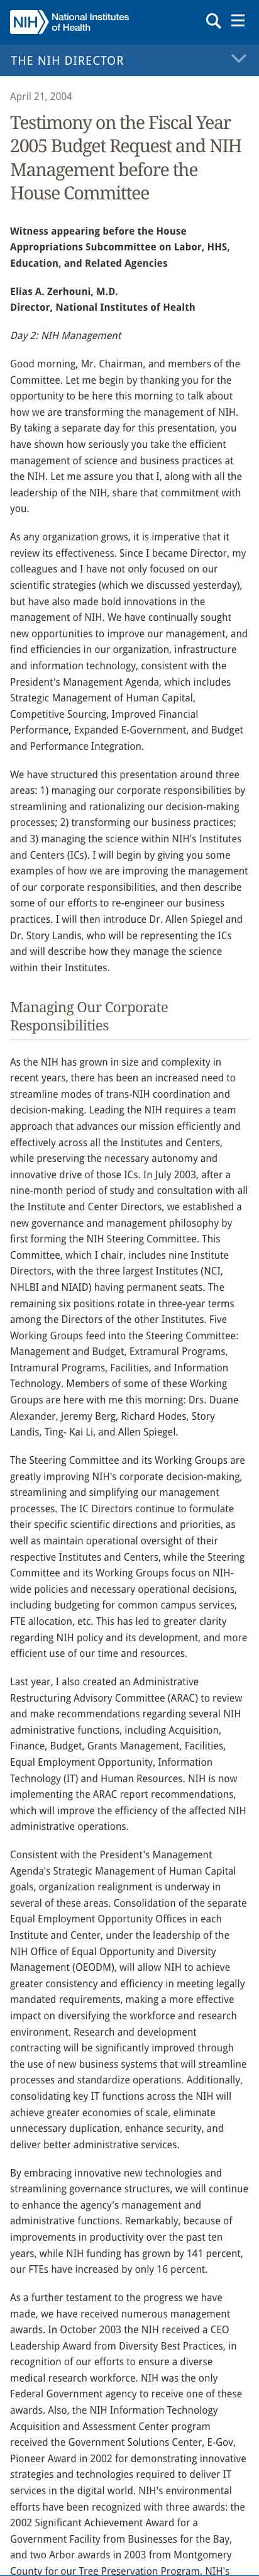 NIH National Institutes
of Health
THE NIH DIRECTOR
April 21, 2004
Testimony on the Fiscal Year
2005 Budget Request and NIH
Management before the
House Committee
Witness appearing before the House
Appropriations Subcommittee on Labor, HHS,
Education, and Related Agencies
Elias A. Zerhouni, M.D.
Director, National Institutes of Health
Day 2: NIH Management
Good morning, Mr. Chairman, and members of the
Committee. Let me begin by thanking you for the
opportunity to be here this morning to talk about
how we are transforming the management of NIH.
By taking a separate day for this presentation, you
have shown how seriously you take the efficient
management of science and business practices at
the NIH. Let me assure you that I, along with all the
leadership of the NIH, share that commitment with
you.
As any organization grows, it is imperative that it
review its effectiveness. Since I became Director, my
colleagues and I have not only focused on our
scientific strategies (which we discussed yesterday),
but have also made bold innovations in the
management of NIH. We have continually sought
new opportunities to improve our management, and
find efficiencies in our organization, infrastructure
and information technology, consistent with the
President's Management Agenda, which includes
Strategic Management of Human Capital,
Competitive Sourcing, Improved Financial
Performance, Expanded E-Government, and Budget
and Performance Integration.
We have structured this presentation around three
areas: 1) managing our corporate responsibilities by
streamlining and rationalizing our decision-making
processes; 2) transforming our business practices;
and 3) managing the science within NIH's Institutes
and Centers (ICs). I will begin by giving you some
examples of how we are improving the management
of our corporate responsibilities, and then describe
some of our efforts to re-engineer our business
practices. I will then introduce Dr. Allen Spiegel and
Dr. Story Landis, who will be representing the ICs
and will describe how they manage the science
within their Institutes.
Managing Our Corporate
Responsibilities
As the NIH has grown in size and complexity in
recent years, there has been an increased need to
streamline modes of trans-NIH coordination and
decision-making. Leading the NIH requires a team
approach that advances our mission efficiently and
effectively across all the Institutes and Centers,
while preserving the necessary autonomy and
innovative drive of those ICs. In July 2003, after a
nine-month period of study and consultation with all
the Institute and Center Directors, we established a
new governance and management philosophy by
first forming the NIH Steering Committee. This
Committee, which I chair, includes nine Institute
Directors, with the three largest Institutes (NCI,
NHLBI and NIAID) having permanent seats. The
remaining six positions rotate in three-year terms
among the Directors of the other Institutes. Five
Working Groups feed into the Steering Committee:
Management and Budget, Extramural Programs,
Intramural Programs, Facilities, and Information
Technology. Members of some of these Working
Groups are here with me this morning: Drs. Duane
Alexander, Jeremy Berg, Richard Hodes, Story
Landis, Ting- Kai Li, and Allen Spiegel.
The Steering Committee and its Working Groups are
greatly improving NIH's corporate decision-making,
streamlining and simplifying our management
processes. The IC Directors continue to formulate
their specific scientific directions and priorities, as
well as maintain operational oversight of their
respective Institutes and Centers, while the Steering
Committee and its Working Groups focus on NIH-
wide policies and necessary operational decisions,
including budgeting for common campus services,
FTE allocation, etc. This has led to greater clarity
regarding NIH policy and its development, and more
efficient use of our time and resources.
Last year, I also created an Administrative
Restructuring Advisory Committee (ARAC) to review
and make recommendations regarding several NIH
administrative functions, including Acquisition,
Finance, Budget, Grants Management, Facilities,
Equal Employment Opportunity, Information
Technology (IT) and Human Resources. NIH is now
implementing the ARAC report recommendations,
which will improve the efficiency of the affected NIH
administrative operations.
Consistent with the President's Management
Agenda's Strategic Management of Human Capital
goals, organization realignment is underway in
several of these areas. Consolidation of the separate
Equal Employment Opportunity Offices in each
Institute and Center, under the leadership of the
NIH Office of Equal Opportunity and Diversity
Management (OEODM), will allow NIH to achieve
greater consistency and efficiency in meeting legally
mandated requirements, making a more effective
impact on diversifying the workforce and research
environment. Research and development
contracting will be significantly improved through
the use of new business systems that will streamline
processes and standardize operations. Additionally,
consolidating key IT functions across the NIH will
achieve greater economies of scale, eliminate
unnecessary duplication, enhance security, and
deliver better administrative services.
By embracing innovative new technologies and
streamlining governance structures, we will continue
to enhance the agency's management and
administrative functions. Remarkably, because of
improvements in productivity over the past ten
years, while NIH funding has grown by 141 percent,
our FTEs have increased by only 16 percent.
As a further testament to the progress we have
made, we have received numerous management
awards. In October 2003 the NIH received a CEO
Leadership Award from Diversity Best Practices, in
recognition of our efforts to ensure a diverse
medical research workforce. NIH was the only
Federal Government agency to receive one of these
awards. Also, the NIH Information Technology
Acquisition and Assessment Center program
received the Government Solutions Center, E-Gov,
Pioneer Award in 2002 for demonstrating innovative
strategies and technologies required to deliver IT
services in the digital world. NIH's environmental
efforts have been recognized with three awards: the
2002 Significant Achievement Award for a
Government Facility from Businesses for the Bay,
and two Arbor awards in 2003 from Montgomery
County for our Tree Preservation Program. NIH's